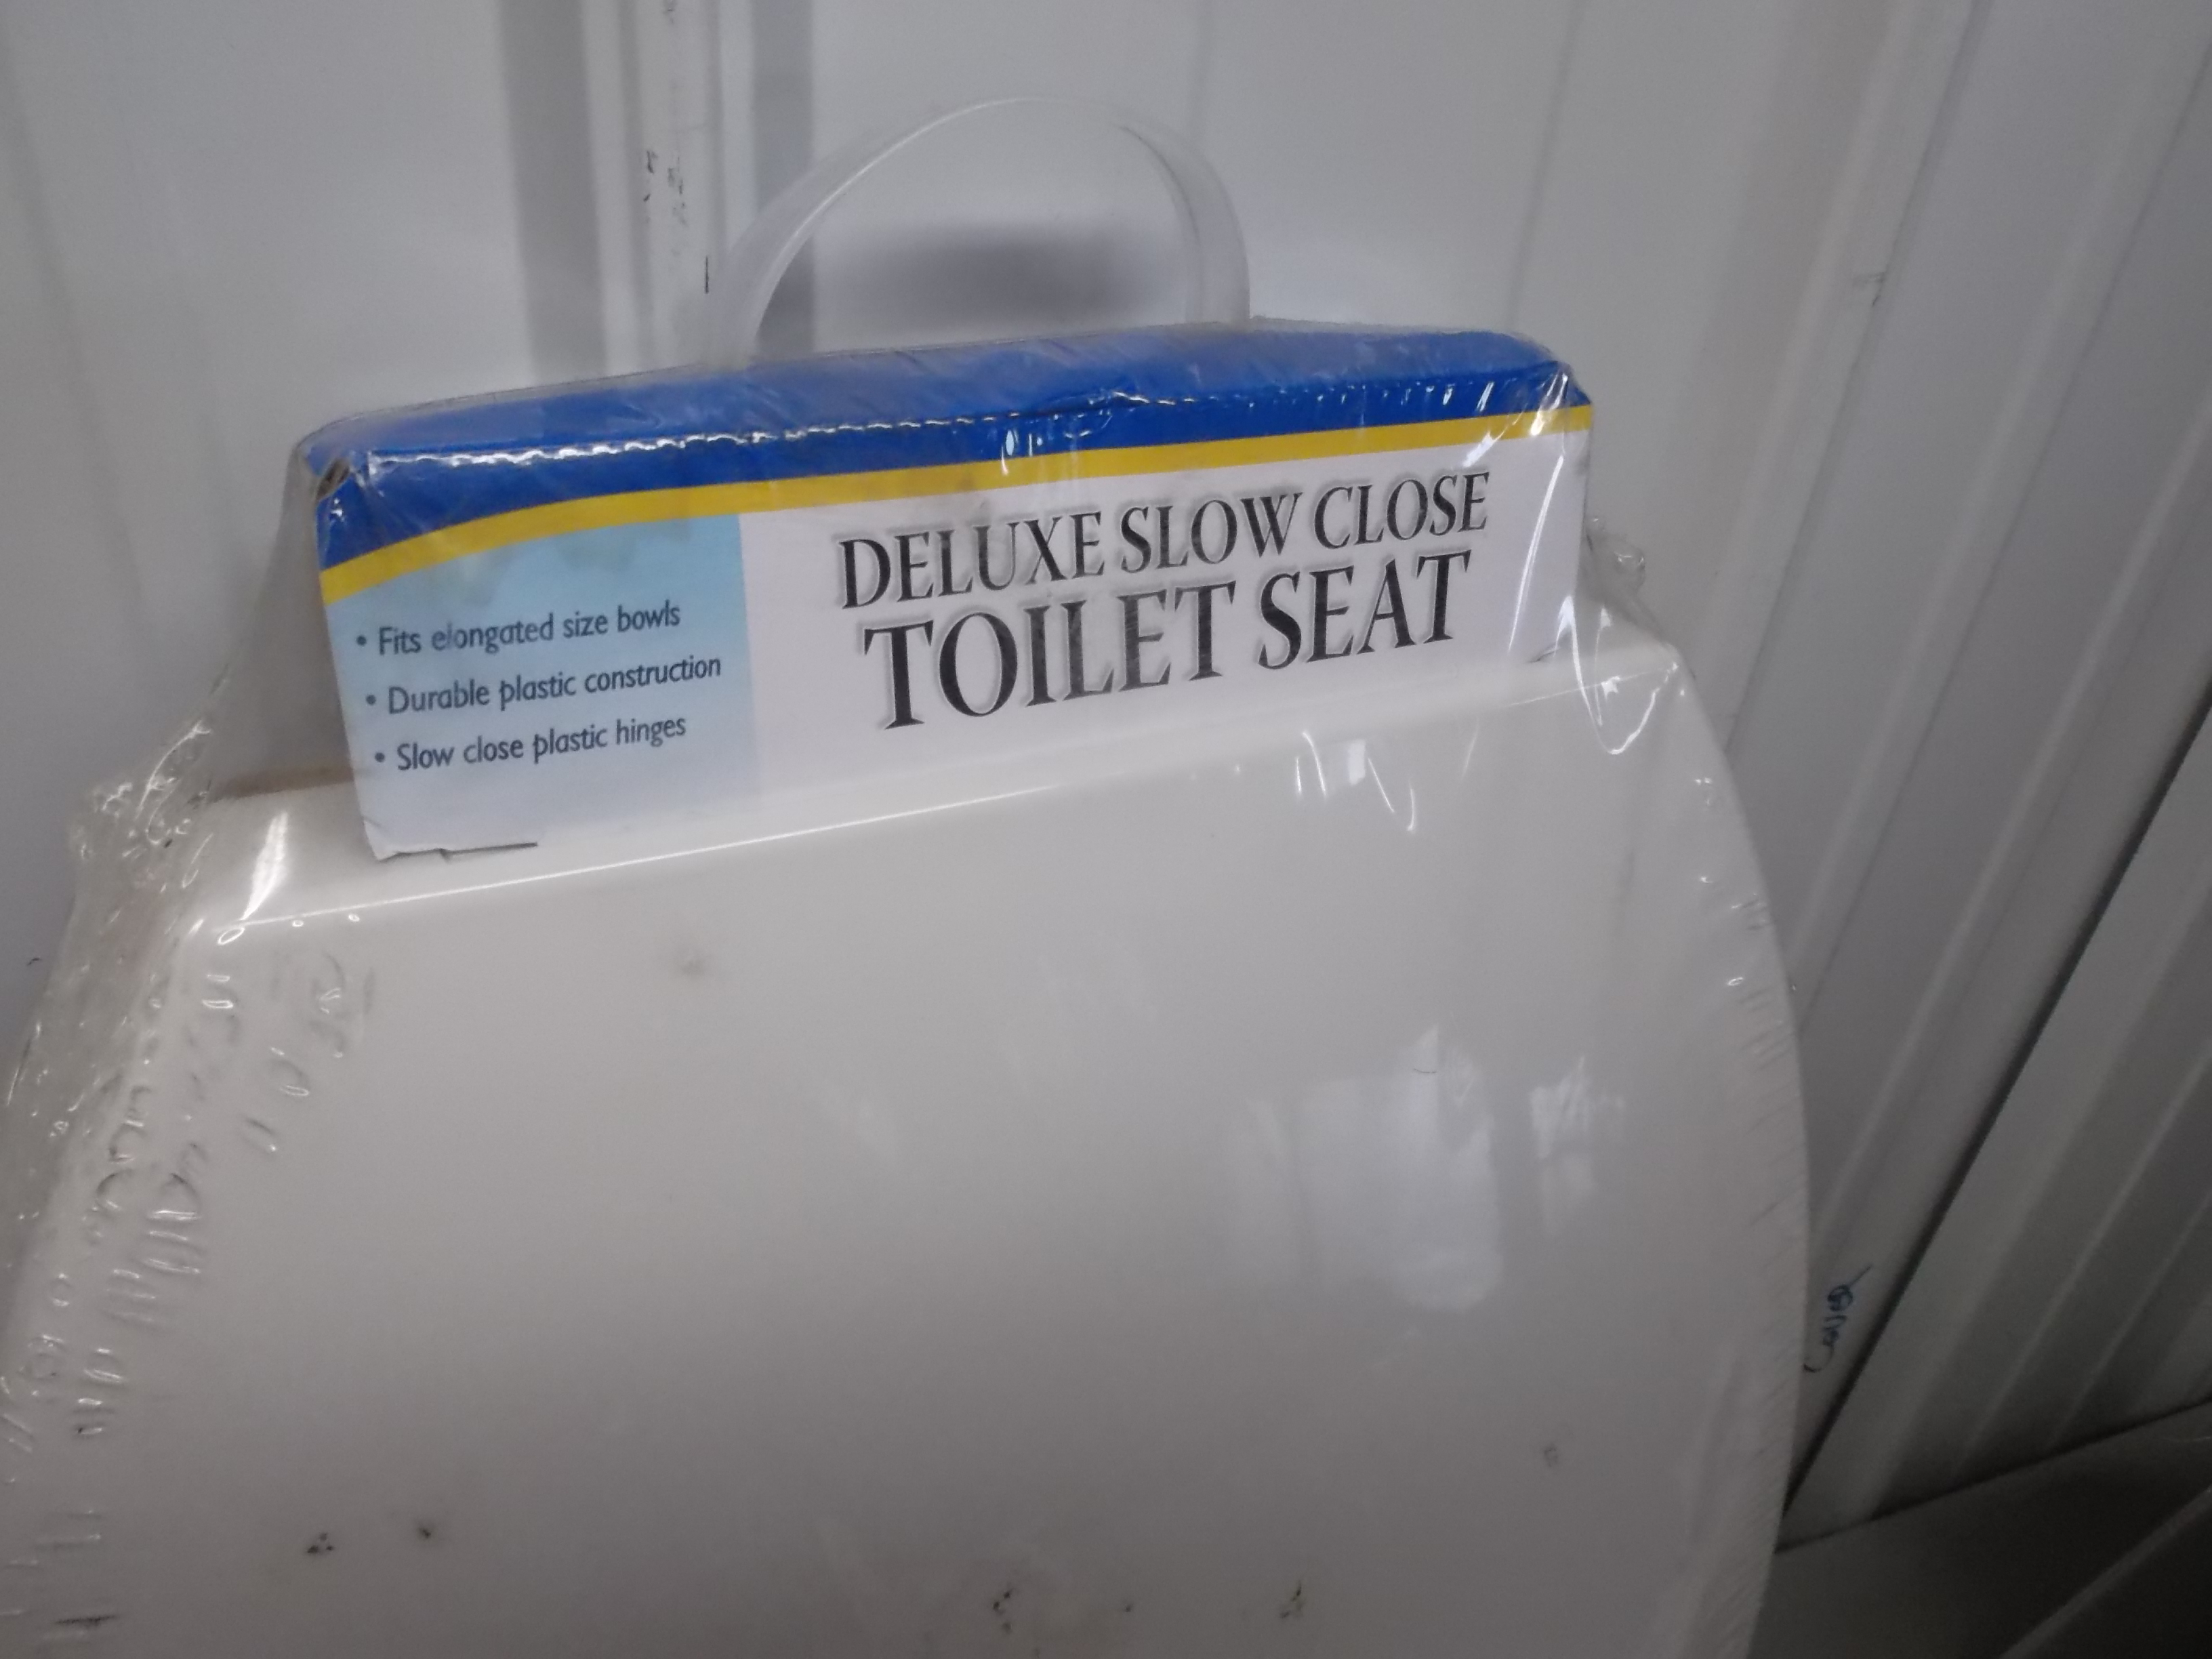 DELUXE SLOW CLOSE
TOILET SEAT
• Fits elongated size bowls
• Durable plastic construction
• Slow close plastic hinges